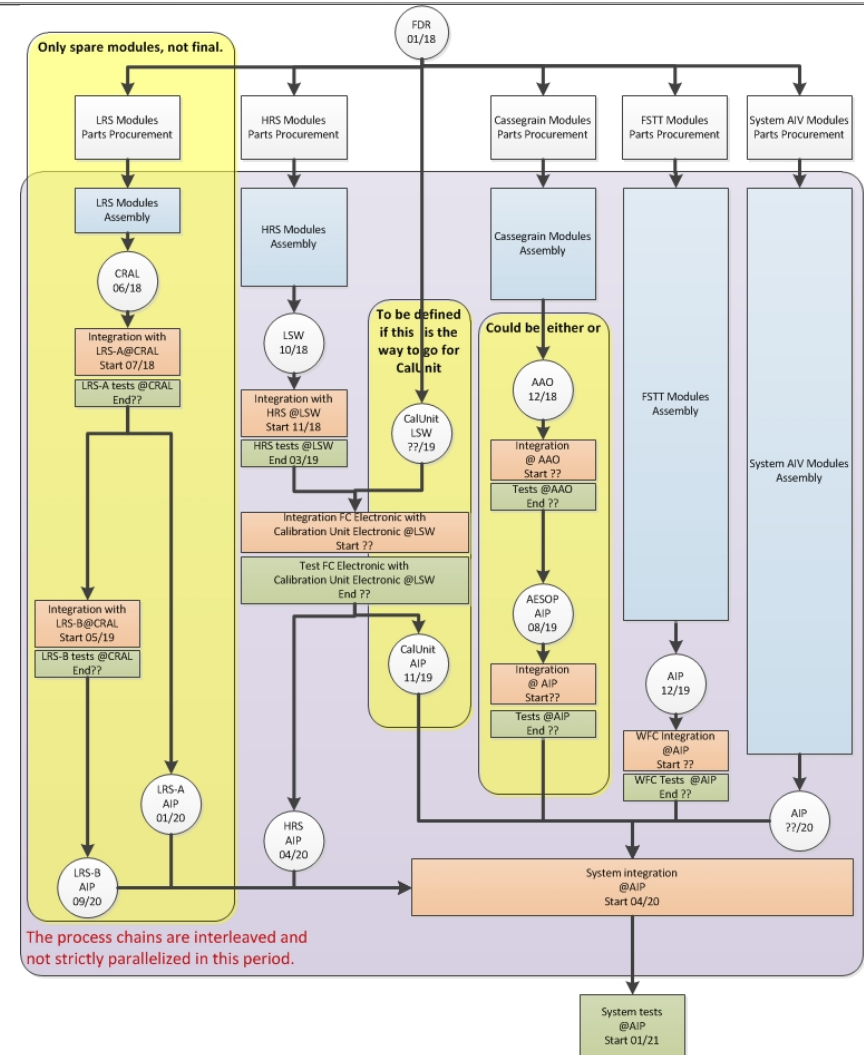 FDR
01/18
Only spare modules, not final.
LRS Modules
Parts Procurement
HRS Modules
Parts Procurement
Cassegrain Modules
Parts Procurement
FSTT Modules
Parts Procurement
System AIV Modules
Parts Procurement
LRS Modules
Assembly
HRS Modules
Assembly
Cassegrain Modules
Assembly
FSTT Modules
Assembly
System AIV Modules
Assembly
CRAL
06/18
Integration with
LRS-A@CRAL
Start 07/18
LRS-A tests @CRAL
End??
LSW
10/18
Integration with
HRS @LSW
Start 11/18
HRS tests @LSW
End 03/19
To be defined
if this is the
way to go for
CalUnit
CalUnit
LSW
??/19
Could be either or
AAO
12/18
Integration
@ AAO
Start ??
Tests @AAO
End ??
Integration FC Electronic with
Calibration Unit Electronic @LSW
Start ??
Test FC Electronic with
Calibration Unit Electronic @LSW
End ??
Integration with
LRS-B@CRAL
Start 05/19
LRS-B tests @CRAL
End??
AESOP
AIP
08/19
CalUnit
AIP
11/19
Integration
@ AIP
Start??
Tests @AIP
End ??
AIP
12/19
WFC Integration
@AIP
Start ??
WFC Tests @AIP
End ??
LRS-A
AIP
01/20
HRS
AIP
04/20
AIP
??/20
LRS-B
AIP
09/20
System integration
@AIP
Start 04/20
The process chains are interleaved and
not strictly parallelized in this period.
System tests
@AIP
Start 01/21